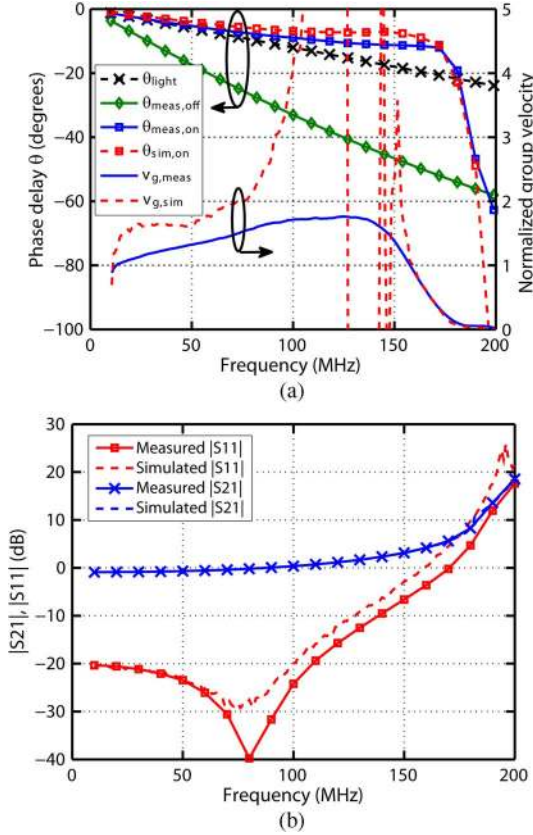 0 5
−20 4
−40 3
−60 2
−80 1
−100 0
Phase delay θ (degrees)
Normalized group velocity
θlight
θmeas,off
θmeas,on
θsim,on
vg,meas
vg,sim
0 50 100 150 200
Frequency (MHz)
(a)
30
20
10
0
−10
−20
−30
−40
|S21|, |S11| (dB)
Measured |S11|
Simulated |S11|
Measured |S21|
Simulated |S21|
0 50 100 150 200
Frequency (MHz)
(b)